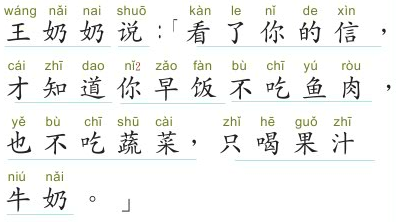 wáng nǎi nai shuō kàn le nǐ de xìn
王奶奶说:「看了你的信,
cái zhī dao nǐ2 zǎo fàn bù chī yú ròu
才知道你早饭不吃鱼肉,
yě bù chī shū cài zhǐ hē guǒ zhī
也不吃蔬菜,只喝果汁
niú nǎi
牛奶。」